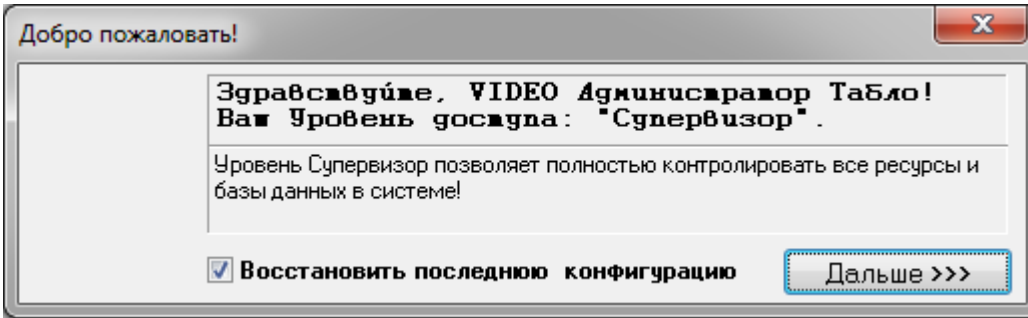 Добро пожаловать!
Здравствуйте, VIDEO Администратор Табло!
Ваш Уровень доступа: "Супервизор".
Уровень Супервизор позволяет полностью контролировать все ресурсы и
базы данных в системе!
Восстановить последнюю конфигурацию
Дальше >>>